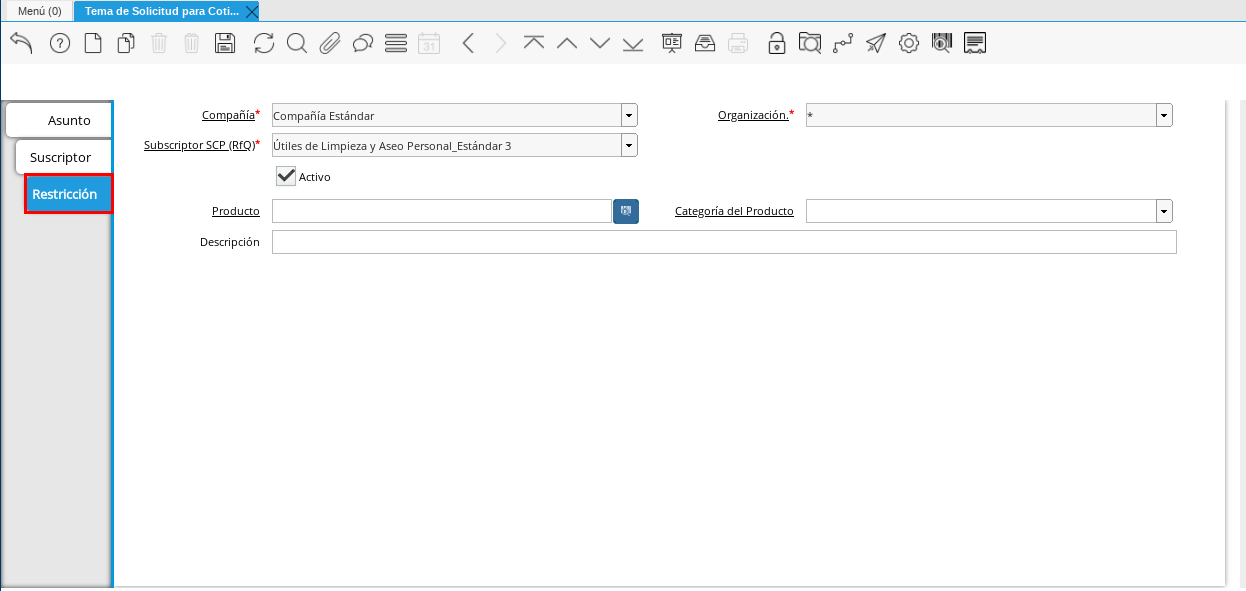 Menú (0)
Tema de Solicitud para Coti...
31
Asunto
Suscriptor
Restricción
Compañía*
Compañía Estándar
Organización.*
*
Subscriptor SCP (RfQ)*
Útiles de Limpieza y Aseo Personal_Estándar 3
Activo
Producto
Categoría del Producto
Descripción